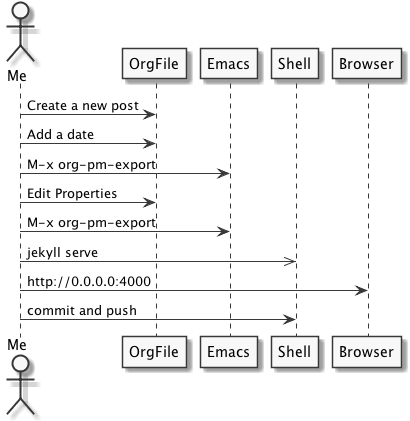 Me
OrgFile Emacs Shell Browser
Create a new post
Add a date
M-x org-pm-export
Edit Properties
M-x org-pm-export
jekyll serve
http://0.0.0.0:4000
commit and push
Me
OrgFile Emacs Shell Browser